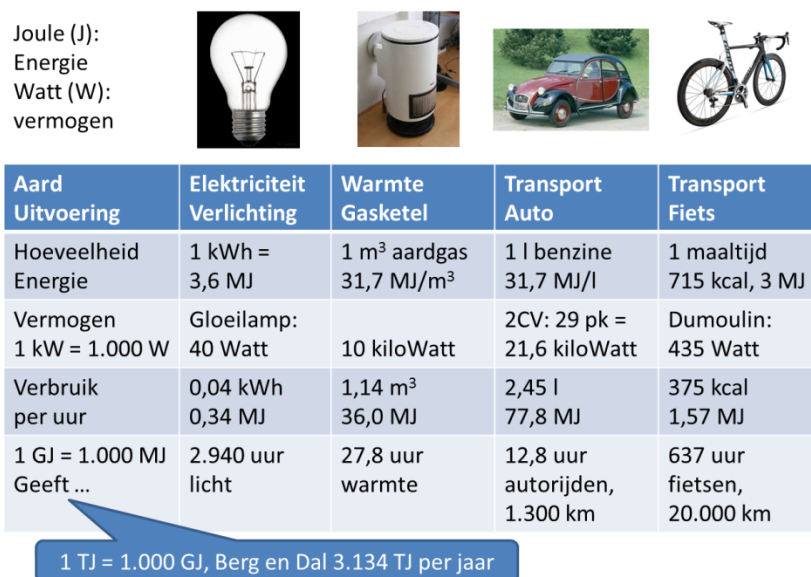 Joule (J):
Energie
Watt (W):
vermogen
Aard
Uitvoering
Elektriciteit
Verlichting
Warmte
Gasketel
Transport
Auto
Transport
Fiets
Hoeveelheid
Energie
1 kWh =
3,6 MJ
1 m³ aardgas
31,7 MJ/m³
1 l benzine
31,7 MJ/l
1 maaltijd
715 kcal, 3 MJ
Vermogen
1 kW = 1.000 W
Gloeilamp:
40 Watt
10 kiloWatt
2CV: 29 pk =
21,6 kiloWatt
Dumoulin:
435 Watt
Verbruik
per uur
0,04 kWh
0,34 MJ
1,14 m³
36,0 MJ
2,45 l
77,8 MJ
375 kcal
1,57 MJ
1 GJ = 1.000 MJ
Geeft ...
2.940 uur
licht
27,8 uur
warmte
12,8 uur
autorijden,
1.300 km
637 uur
fietsen,
20.000 km
1 TJ = 1.000 GJ, Berg en Dal 3.134 TJ per jaar